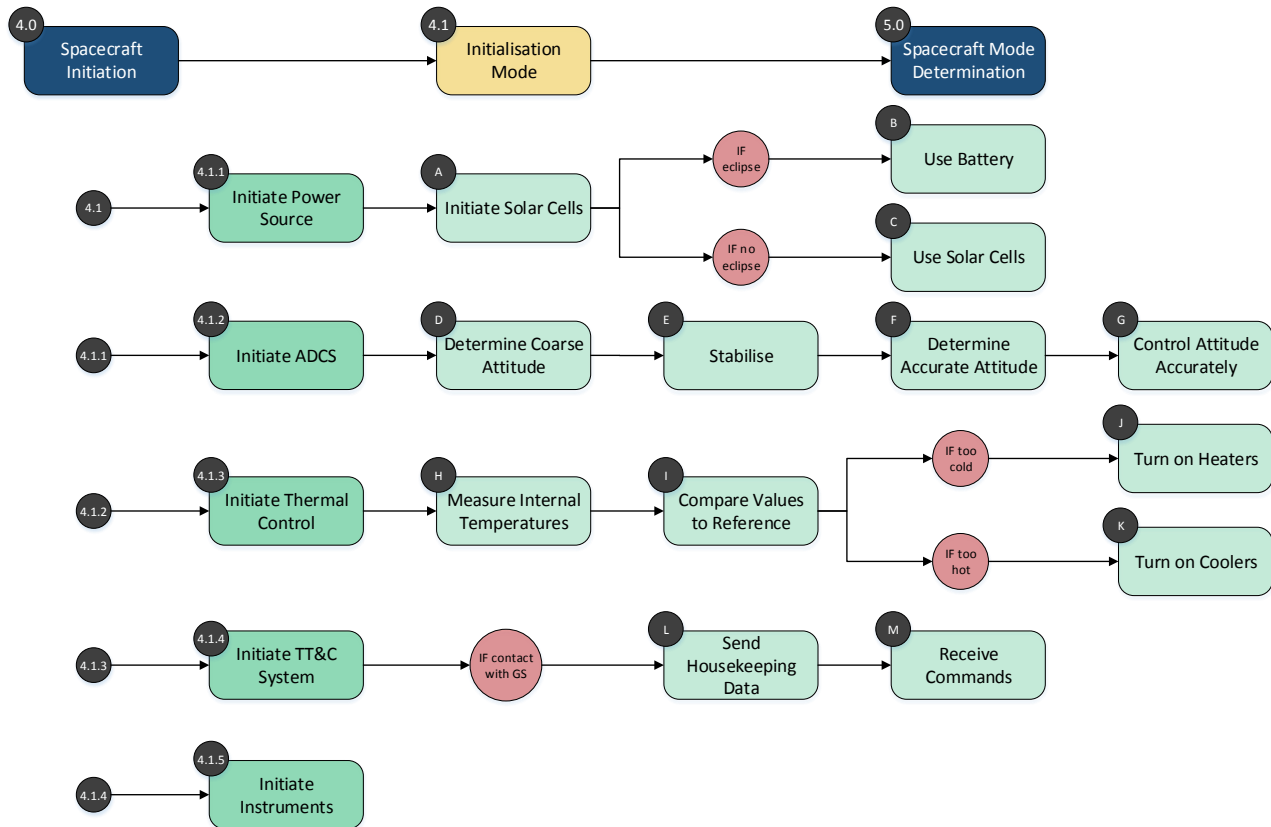 4.0
Spacecraft
Initiation
4.1
Initialisation
Mode
5.0
Spacecraft Mode
Determination
4.1
4.1.1
Initiate Power
Source
A
Initiate Solar Cells
IF
eclipse
B
Use Battery
IF no
eclipse
C
Use Solar Cells
4.1.1
4.1.2
Initiate ADCS
D
Determine Coarse
Attitude
E
Stabilise
F
Determine
Accurate Attitude
G
Control Attitude
Accurately
4.1.2
4.1.3
Initiate Thermal
Control
H
Measure Internal
Temperatures
I
Compare Values
to Reference
IF too
cold
J
Turn on Heaters
IF too
hot
K
Turn on Coolers
4.1.3
4.1.4
Initiate TT&C
System
IF contact
with GS
L
Send
Housekeeping
Data
M
Receive
Commands
4.1.4
4.1.5
Initiate
Instruments